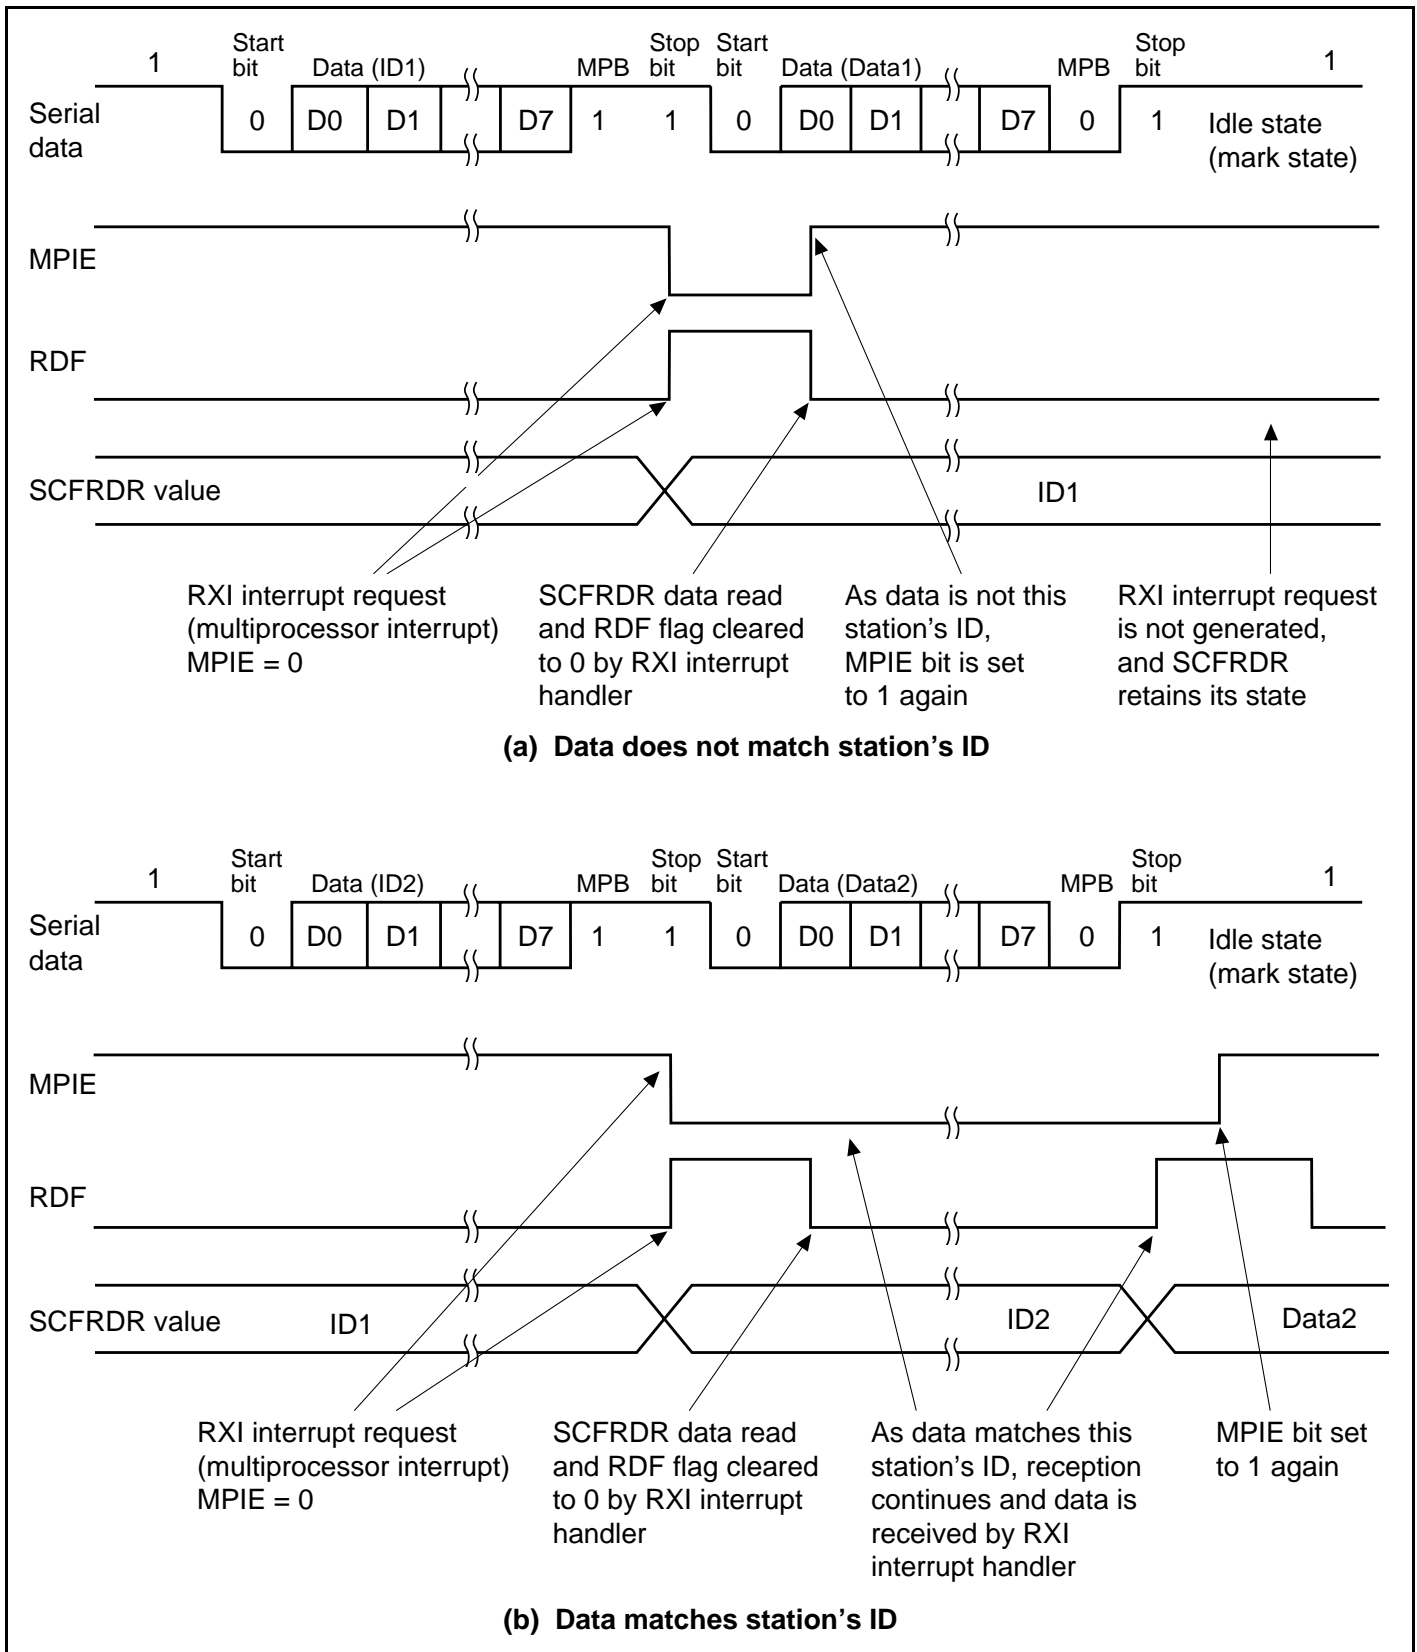 1 Start bit Data (ID1) MPB Stop bit Start bit Data (Data1) MPB Stop bit 1
Serial data 0 D0 D1 D7 1 1 0 D0 D1 D7 0 1 Idle state (mark state)
MPIE
RDF
SCFRDR value ID1
RXI interrupt request
(multiprocessor interrupt)
MPIE = 0
SCFRDR data read
and RDF flag cleared
to 0 by RXI interrupt
handler
As data is not this
station's ID,
MPIE bit is set
to 1 again
RXI interrupt request
is not generated,
and SCFRDR
retains its state
(a) Data does not match station's ID
1 Start bit Data (ID2) MPB Stop bit Start bit Data (Data2) MPB Stop bit 1
Serial data 0 D0 D1 D7 1 1 0 D0 D1 D7 0 1 Idle state (mark state)
MPIE
RDF
SCFRDR value ID1 ID2 Data2
RXI interrupt request
(multiprocessor interrupt)
MPIE = 0
SCFRDR data read
and RDF flag cleared
to 0 by RXI interrupt
handler
As data matches this
station's ID, reception
continues and data is
received by RXI
interrupt handler
MPIE bit set
to 1 again
(b) Data matches station's ID